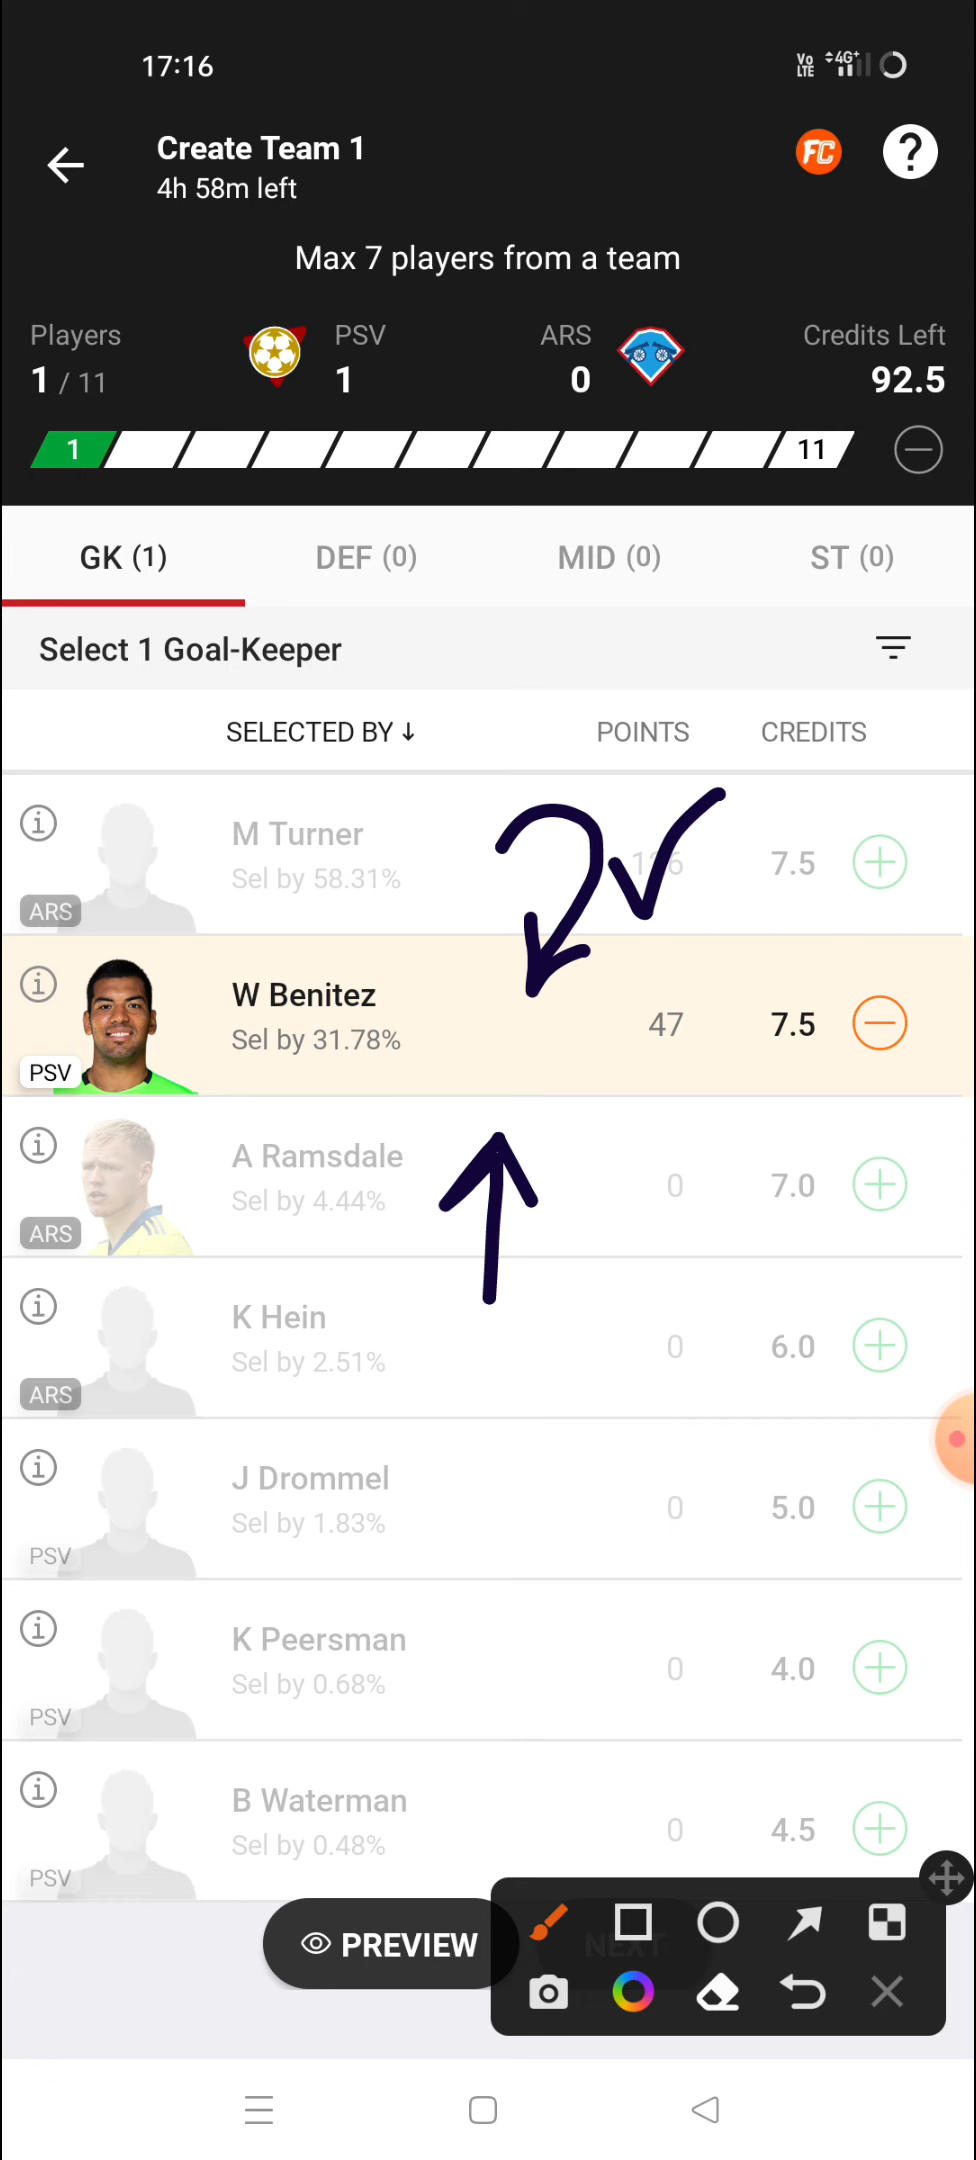 17:16
Vo LTE 4G+
Create Team 1
4h 58m left
FC
?
Max 7 players from a team
Players PSV ARS Credits Left
1 / 11 1 0 92.5
1 11
GK (1) DEF (0) MID (0) ST (0)
Select 1 Goal-Keeper
SELECTED BY ↓ POINTS CREDITS
M Turner
Sel by 58.31% 7.5
ARS
W Benitez
Sel by 31.78% 47 7.5
PSV
A Ramsdale
Sel by 4.44% 0 7.0
ARS
K Hein
Sel by 2.51% 0 6.0
ARS
J Drommel
Sel by 1.83% 0 5.0
PSV
K Peersman
Sel by 0.68% 0 4.0
PSV
B Waterman
Sel by 0.48% 0 4.5
PSV
PREVIEW NEXT